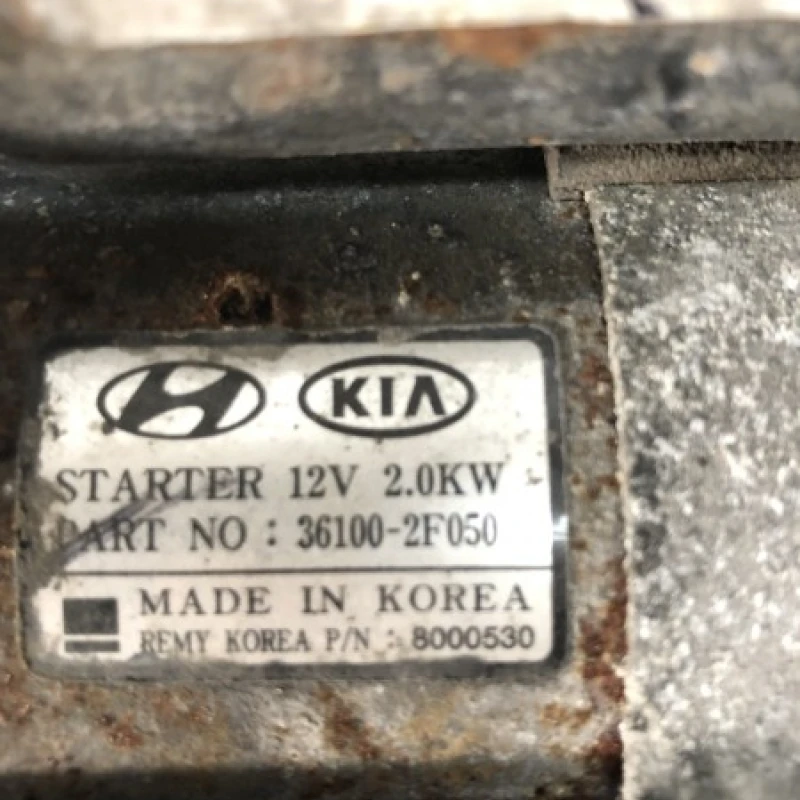 KIA
STARTER 12V 2.0KW
PART NO : 36100-2F050
MADE IN KOREA
REMY KOREA P/N : 8000530